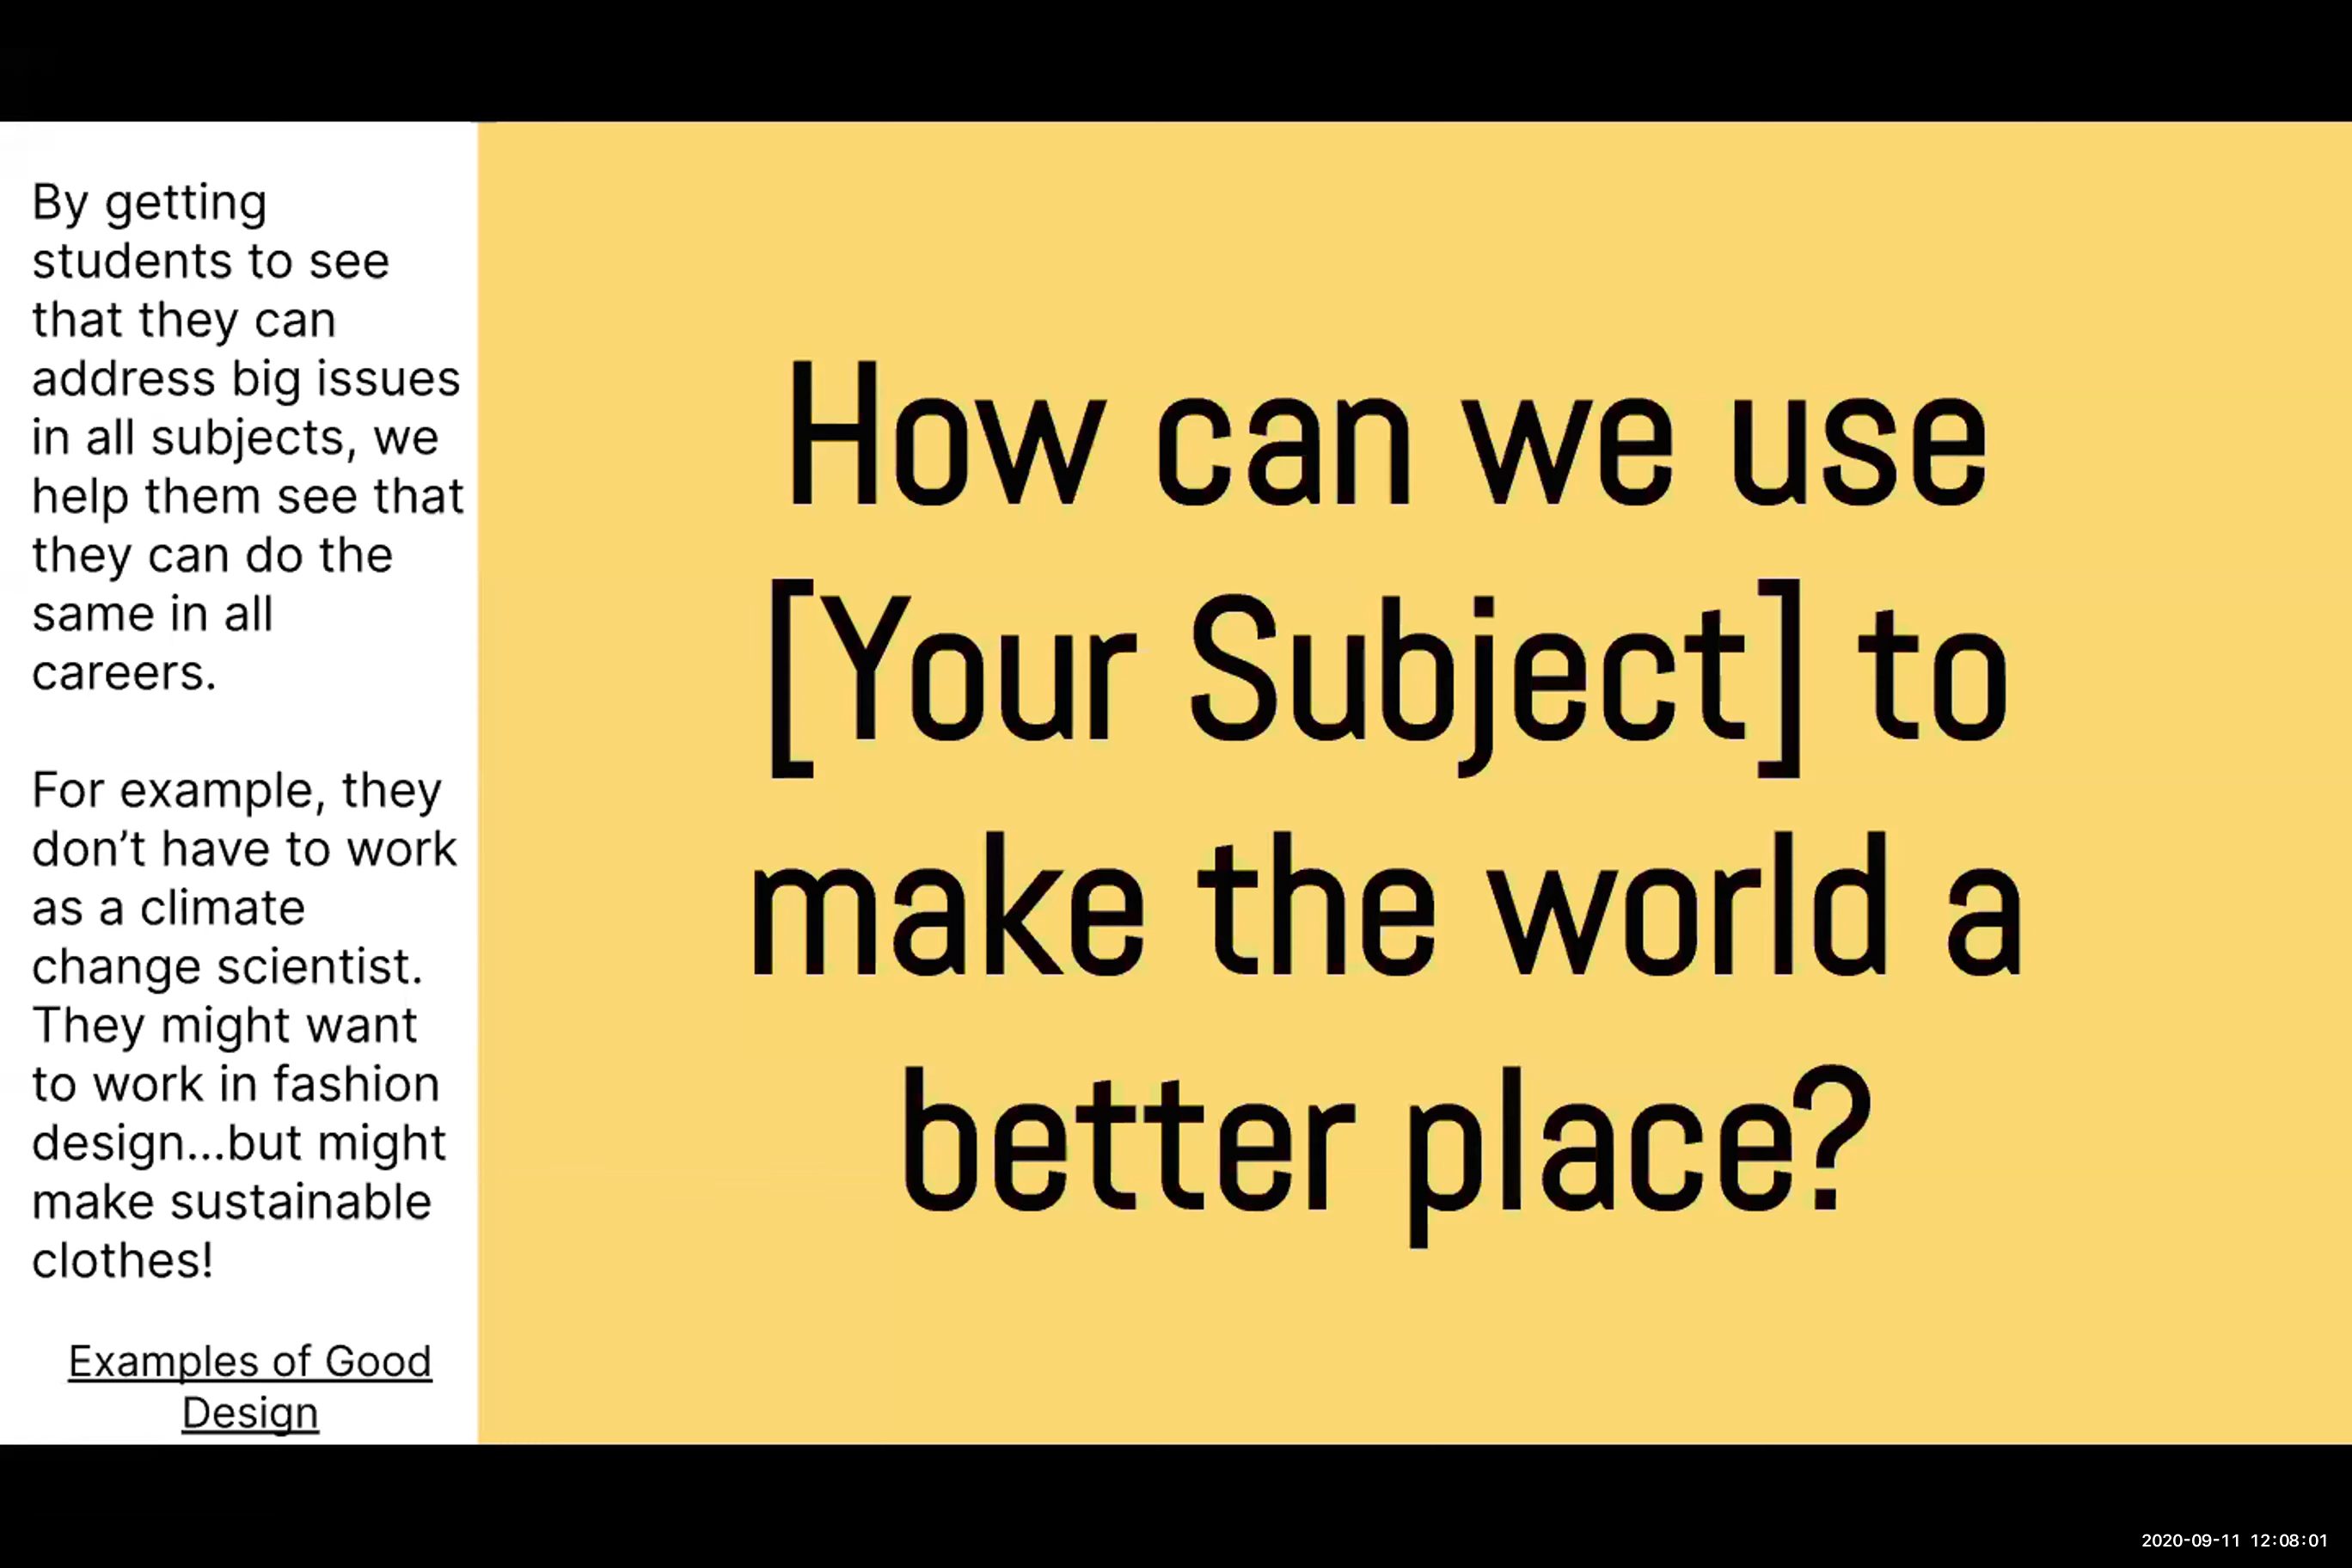 By getting
students to see
that they can
address big issues
in all subjects, we
help them see that
they can do the
same in all
careers.
For example, they
don’t have to work
as a climate
change scientist.
They might want
to work in fashion
design...but might
make sustainable
clothes!
Examples of Good
Design
How can we use
[Your Subject] to
make the world a
better place?
2020-09-11 12:08:01